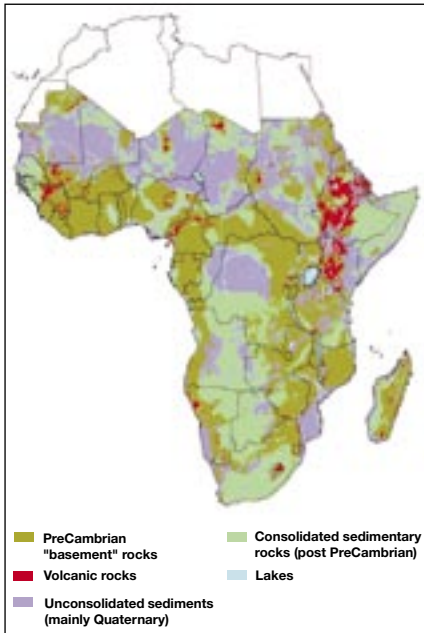 PreCambrian
"basement" rocks
Volcanic rocks
Unconsolidated sediments
(mainly Quaternary)
Consolidated sedimentary
rocks (post PreCambrian)
Lakes